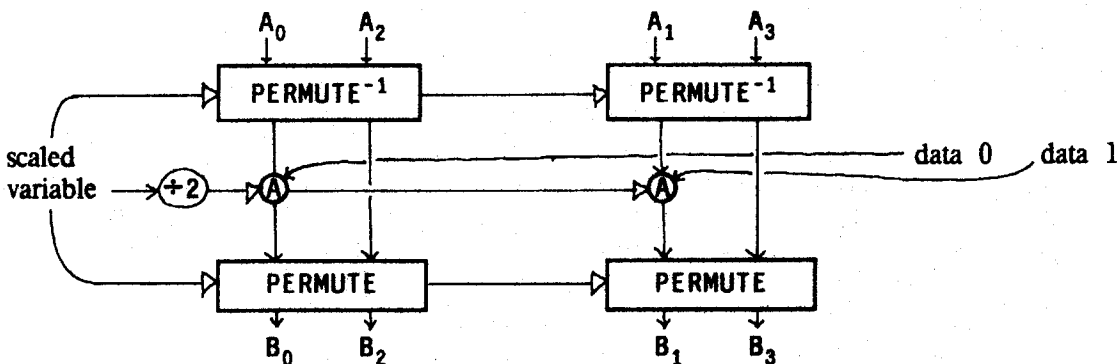 A₀ A₂ A₁ A₃
PERMUTE⁻¹ PERMUTE⁻¹
scaled
variable
÷2 A A data 0 data 1
PERMUTE PERMUTE
B₀ B₂ B₁ B₃